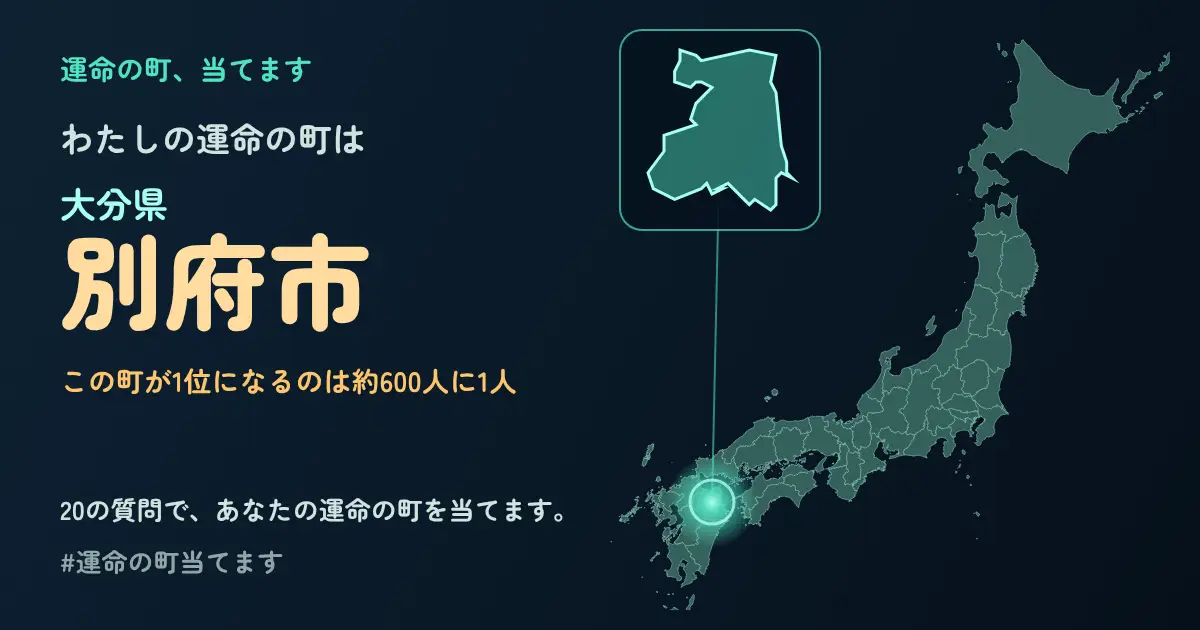 運命の町、当てます
わたしの運命の町は
大分県
別府市
この町が1位になるのは約600人に1人
20の質問で、あなたの運命の町を当てます。
#運命の町当てます